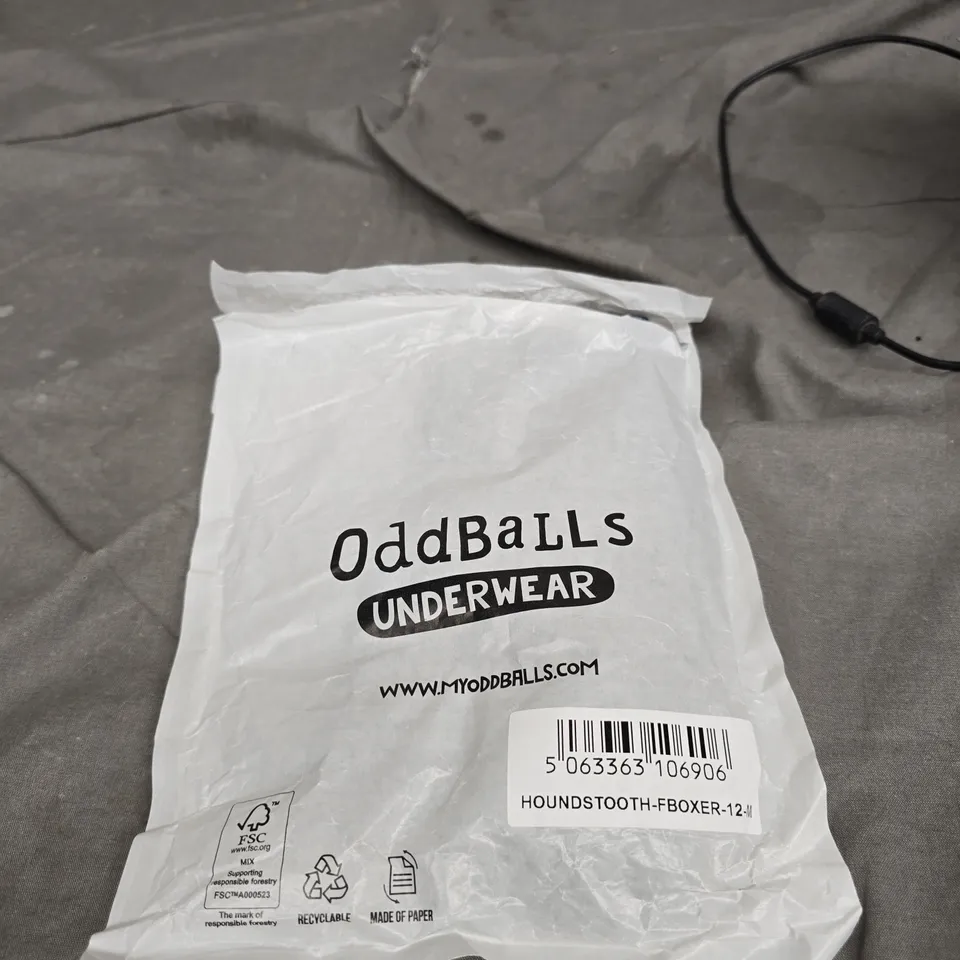 OddBaLLs
UNDERWEAR
WWW.MYODDBALLS.COM
5 063363 106906
HOUNDSTOOTH-FBOXER-12-M
FSC™
www.fsc.org
MIX
Supporting
responsible forestry
FSC™A000523
The mark of
responsible forestry
RECYCLABLE
MADE OF PAPER